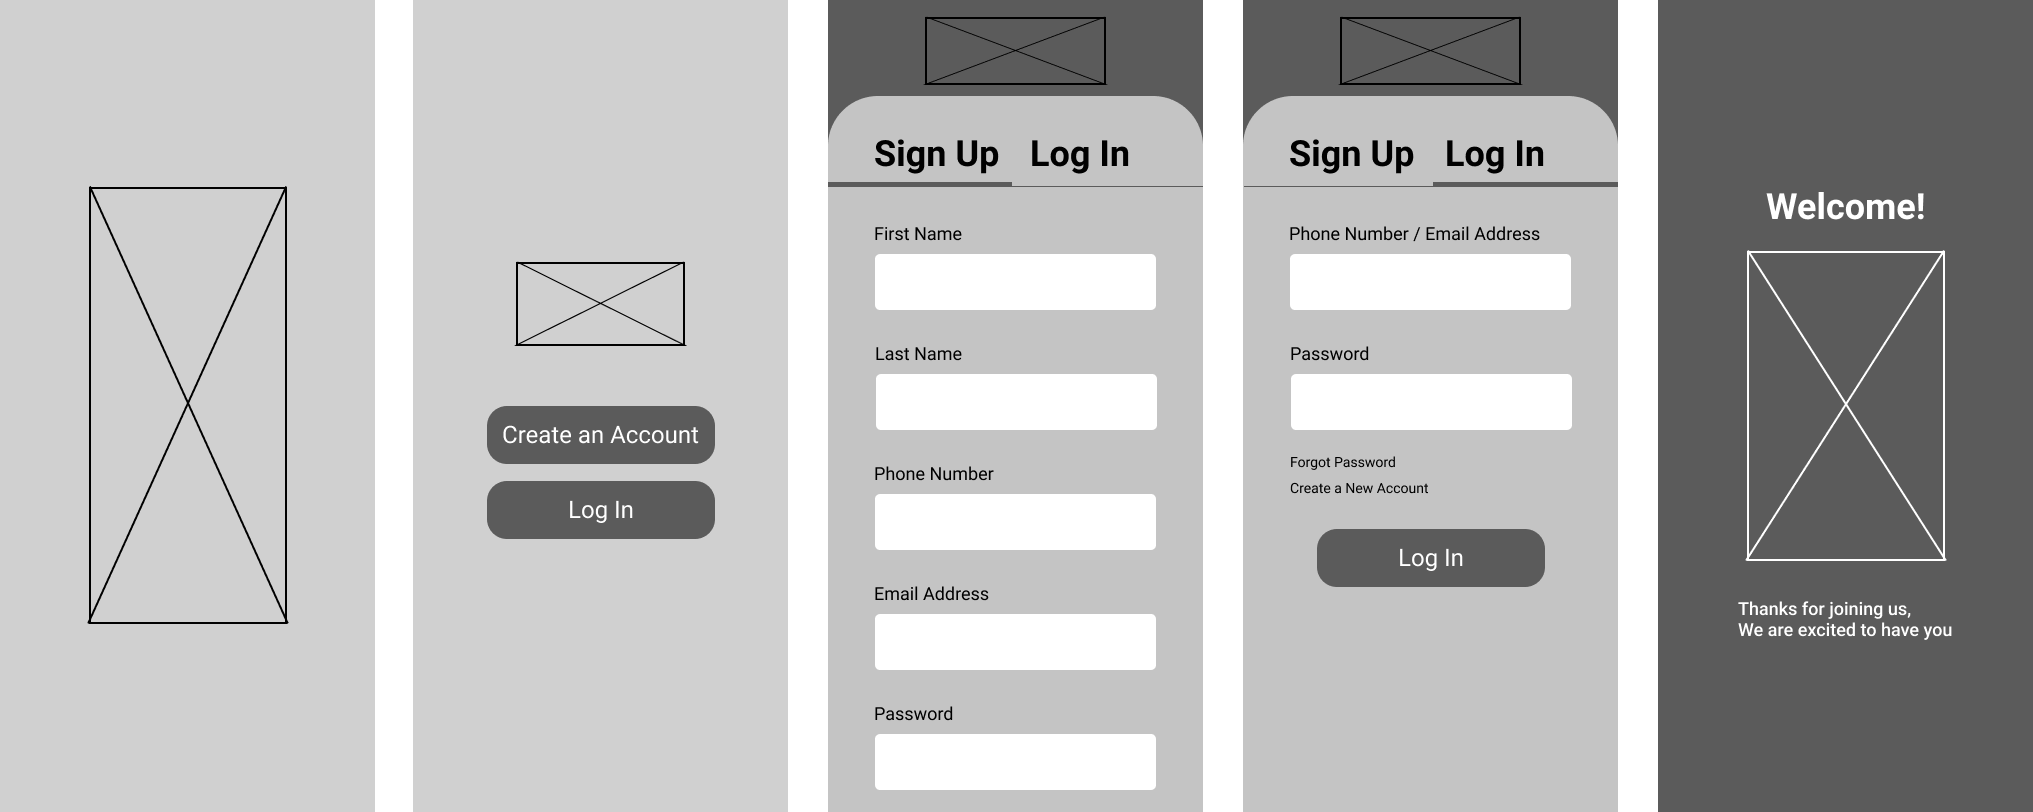 Create an Account
Log In
Sign Up Log In
First Name
Last Name
Phone Number
Email Address
Password
Sign Up Log In
Phone Number / Email Address
Password
Forgot Password
Create a New Account
Log In
Welcome!
Thanks for joining us,
We are excited to have you